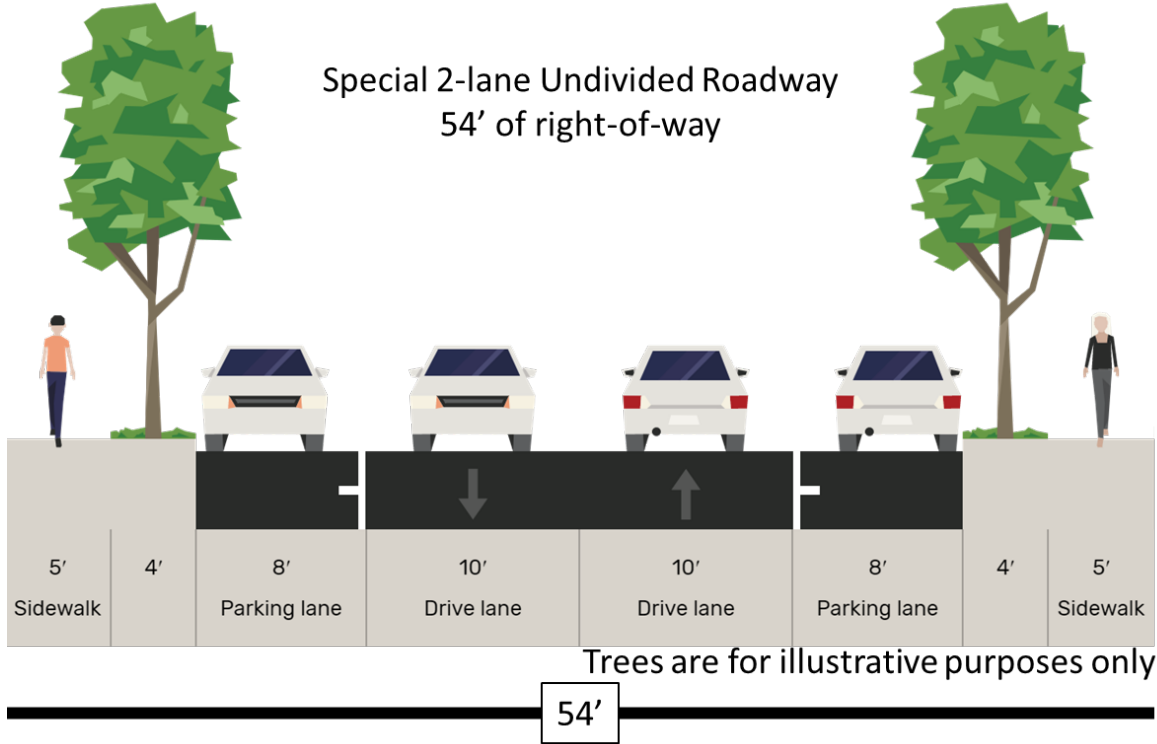 Special 2-lane Undivided Roadway
54’ of right-of-way
5′ 4′ 8′ 10′ 10′ 8′ 4′ 5′
Sidewalk Parking lane Drive lane Drive lane Parking lane Sidewalk
Trees are for illustrative purposes only
54’